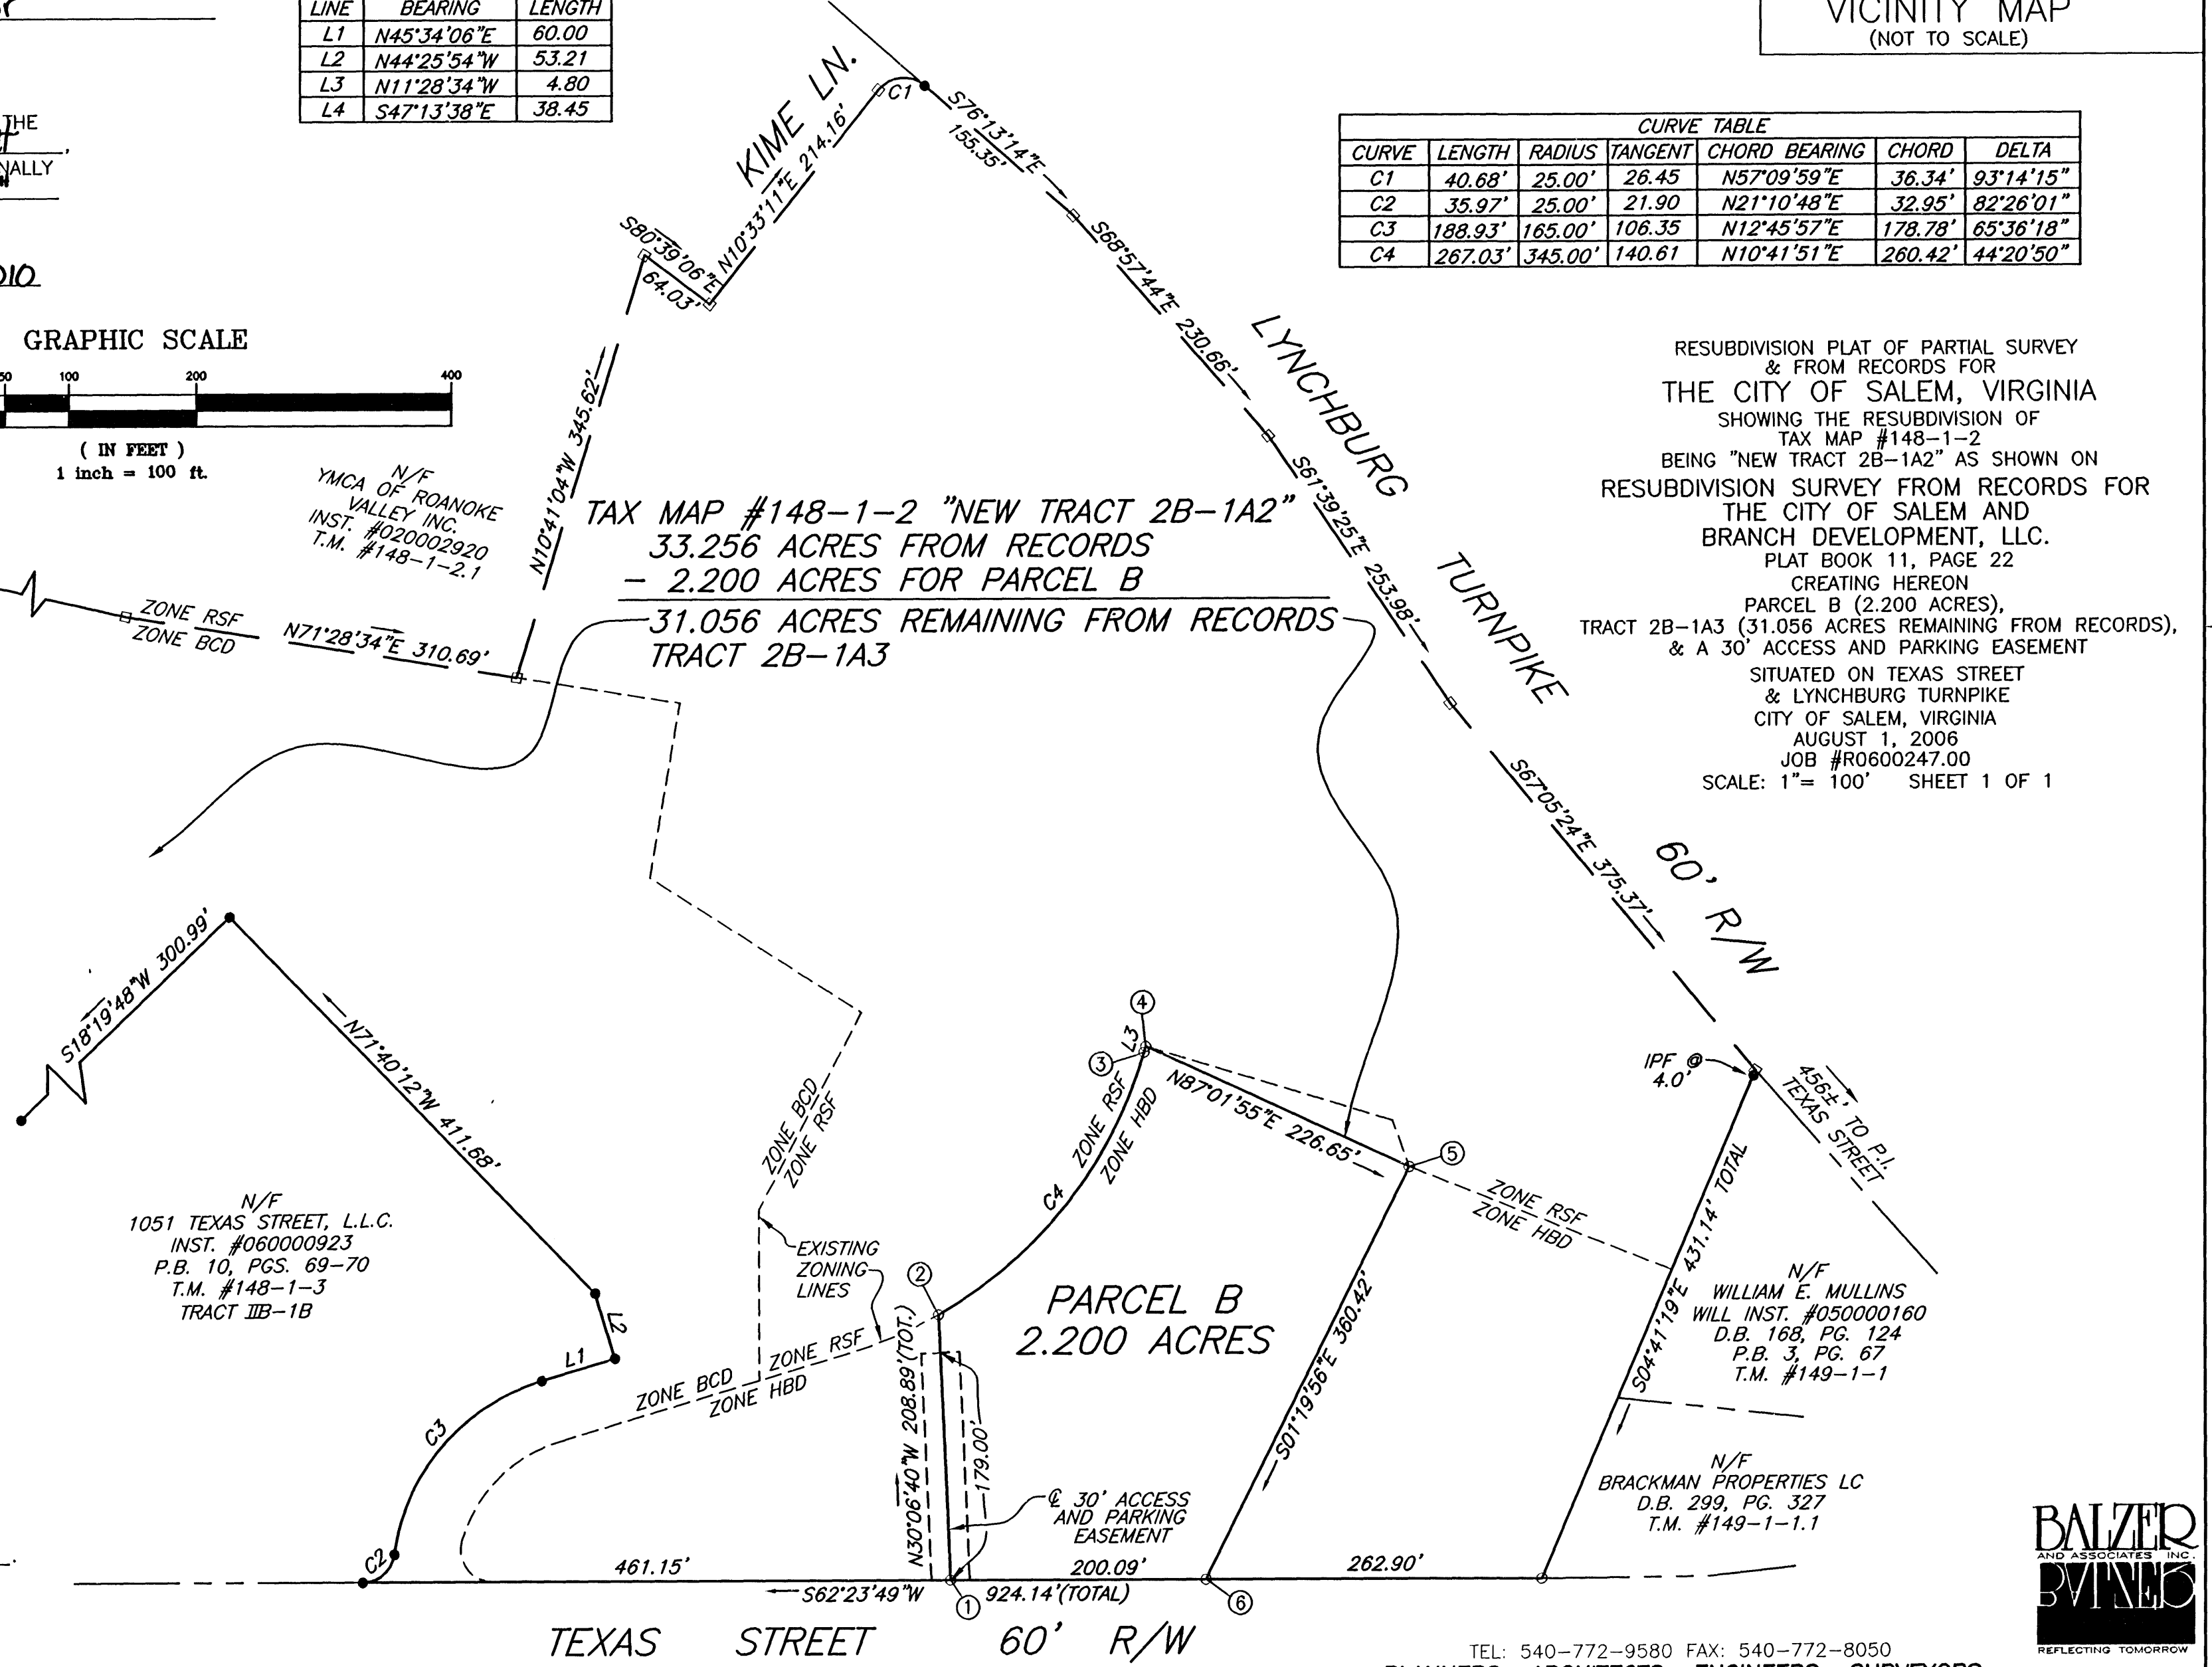 LINE BEARING LENGTH
L1 N45°34'06"E 60.00
L2 N44°25'54"W 53.21
L3 N11°28'34"W 4.80
L4 S47°13'38"E 38.45
VICINITY MAP
(NOT TO SCALE)
THE
NALLY
CURVE TABLE
CURVE LENGTH RADIUS TANGENT CHORD BEARING CHORD DELTA
C1 40.68' 25.00' 26.45 N57°09'59"E 36.34' 93°14'15"
C2 35.97' 25.00' 21.90 N21°10'48"E 32.95' 82°26'01"
C3 188.93' 165.00' 106.35 N12°45'57"E 178.78' 65°36'18"
C4 267.03' 345.00' 140.61 N10°41'51"E 260.42' 44°20'50"
KIME LN.
C1
N10°33'11"E 214.16'
S80°39'06"E
64.03'
S76°13'14"E
155.35'
S68°57'44"E 230.66'
LYNCHBURG TURNPIKE
60' R/W
S61°39'25"E 253.98'
S67°05'24"E 375.37'
GRAPHIC SCALE
50 100 200 400
( IN FEET )
1 inch = 100 ft.
N/F
YMCA OF ROANOKE
VALLEY INC.
INST. #020002920
T.M. #148-1-2.1
N10°41'04"W 345.62'
TAX MAP #148-1-2 "NEW TRACT 2B-1A2"
33.256 ACRES FROM RECORDS
- 2.200 ACRES FOR PARCEL B
31.056 ACRES REMAINING FROM RECORDS
TRACT 2B-1A3
ZONE RSF
ZONE BCD
N71°28'34"E 310.69'
RESUBDIVISION PLAT OF PARTIAL SURVEY
& FROM RECORDS FOR
THE CITY OF SALEM, VIRGINIA
SHOWING THE RESUBDIVISION OF
TAX MAP #148-1-2
BEING "NEW TRACT 2B-1A2" AS SHOWN ON
RESUBDIVISION SURVEY FROM RECORDS FOR
THE CITY OF SALEM AND
BRANCH DEVELOPMENT, LLC.
PLAT BOOK 11, PAGE 22
CREATING HEREON
PARCEL B (2.200 ACRES),
TRACT 2B-1A3 (31.056 ACRES REMAINING FROM RECORDS),
& A 30' ACCESS AND PARKING EASEMENT
SITUATED ON TEXAS STREET
& LYNCHBURG TURNPIKE
CITY OF SALEM, VIRGINIA
AUGUST 1, 2006
JOB #R0600247.00
SCALE: 1"= 100' SHEET 1 OF 1
S18°19'48"W 300.99'
N71°40'12"W 411.68'
N/F
1051 TEXAS STREET, L.L.C.
INST. #060000923
P.B. 10, PGS. 69-70
T.M. #148-1-3
TRACT IIB-1B
L2
L1
C3
C2
ZONE BCD
ZONE RSF
EXISTING
ZONING
LINES
ZONE BCD ZONE RSF
ZONE HBD
4
L3
3
ZONE RSF
ZONE HBD
C4
2
N87°01'55"E 226.65'
5
ZONE RSF
ZONE HBD
PARCEL B
2.200 ACRES
N30°06'40"W 208.89'(TOT.)
179.00'
S01°19'56"E 360.42'
℄ 30' ACCESS
AND PARKING
EASEMENT
IPF @
4.0'
456±' TO P.I.
TEXAS STREET
S04°41'19"E 431.14' TOTAL
N/F
WILLIAM E. MULLINS
WILL INST. #050000160
D.B. 168, PG. 124
P.B. 3, PG. 67
T.M. #149-1-1
N/F
BRACKMAN PROPERTIES LC
D.B. 299, PG. 327
T.M. #149-1-1.1
461.15' 200.09' 262.90'
S62°23'49"W 1 924.14'(TOTAL) 6
TEXAS STREET 60' R/W
BALZER
AND ASSOCIATES INC.
REFLECTING TOMORROW
TEL: 540-772-9580 FAX: 540-772-8050
PLANNERS ARCHITECTS ENGINEERS SURVEYORS